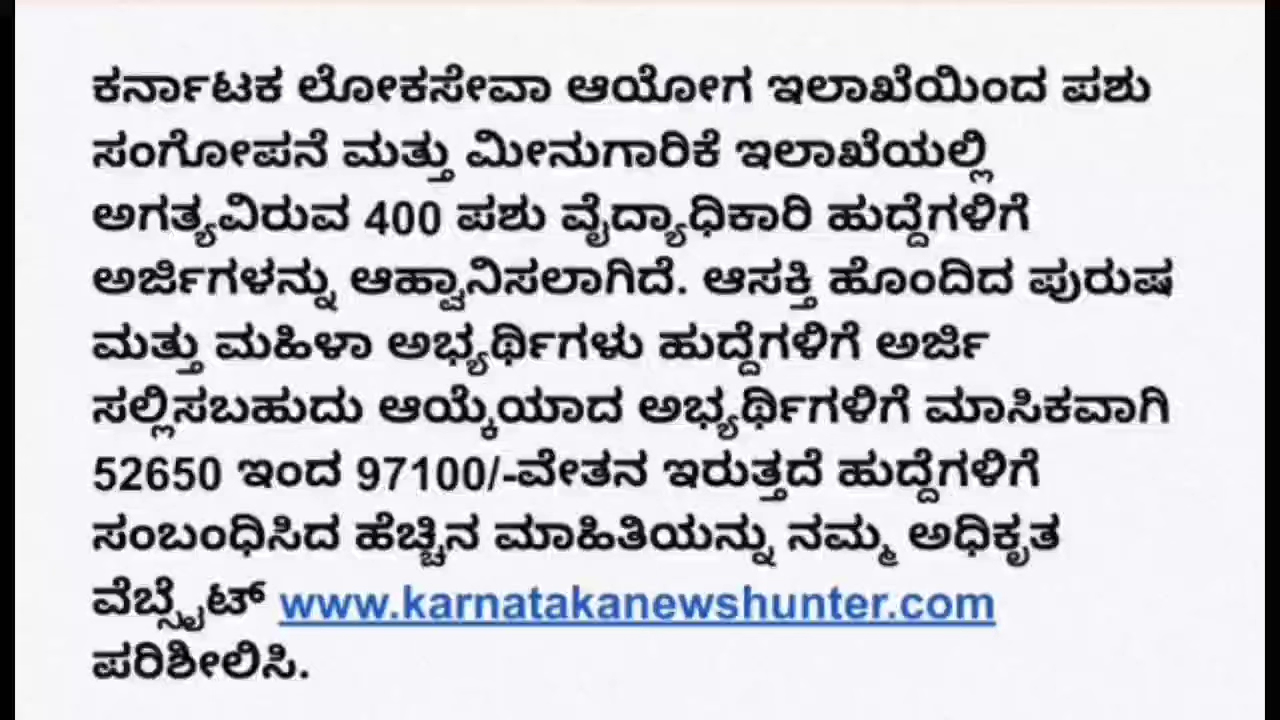 ಕರ್ನಾಟಕ ಲೋಕಸೇವಾ ಆಯೋಗ ಇಲಾಖೆಯಿಂದ ಪಶು
ಸಂಗೋಪನೆ ಮತ್ತು ಮೀನುಗಾರಿಕೆ ಇಲಾಖೆಯಲ್ಲಿ
ಅಗತ್ಯವಿರುವ 400 ಪಶು ವೈದ್ಯಾಧಿಕಾರಿ ಹುದ್ದೆಗಳಿಗೆ
ಅರ್ಜಿಗಳನ್ನು ಆಹ್ವಾನಿಸಲಾಗಿದೆ. ಆಸಕ್ತಿ ಹೊಂದಿದ ಪುರುಷ
ಮತ್ತು ಮಹಿಳಾ ಅಭ್ಯರ್ಥಿಗಳು ಹುದ್ದೆಗಳಿಗೆ ಅರ್ಜಿ
ಸಲ್ಲಿಸಬಹುದು ಆಯ್ಕೆಯಾದ ಅಭ್ಯರ್ಥಿಗಳಿಗೆ ಮಾಸಿಕವಾಗಿ
52650 ಇಂದ 97100/-ವೇತನ ಇರುತ್ತದೆ ಹುದ್ದೆಗಳಿಗೆ
ಸಂಬಂಧಿಸಿದ ಹೆಚ್ಚಿನ ಮಾಹಿತಿಯನ್ನು ನಮ್ಮ ಅಧಿಕೃತ
ವೆಬ್ಸೈಟ್ www.karnatakanewshunter.com
ಪರಿಶೀಲಿಸಿ.